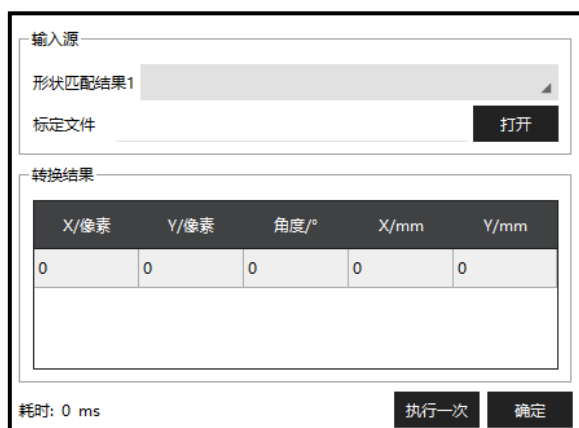 输入源
形状匹配结果1
标定文件 打开
转换结果
X/像素 Y/像素 角度/° X/mm Y/mm
0 0 0 0 0
耗时: 0 ms 执行一次 确定